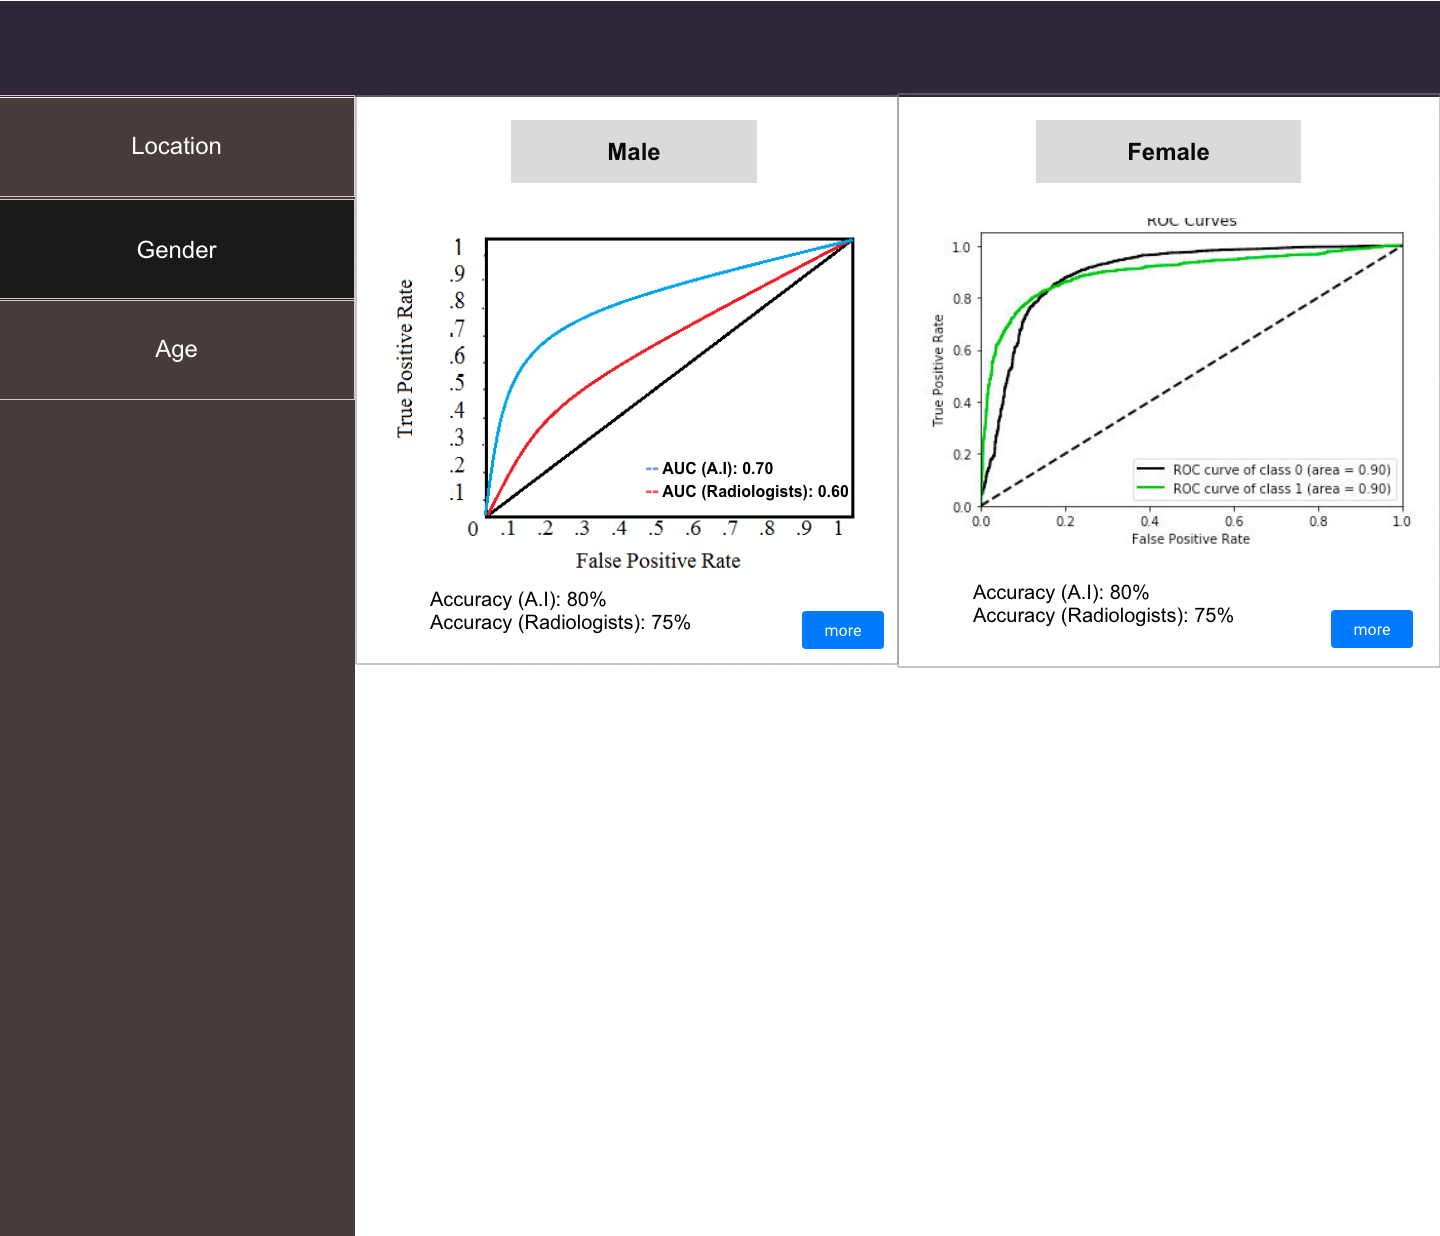 Location
Gender
Age
Male
True Positive Rate
1
.9
.8
.7
.6
.5
.4
.3
.2
.1
AUC (A.I): 0.70
AUC (Radiologists): 0.60
0 .1 .2 .3 .4 .5 .6 .7 .8 .9 1
False Positive Rate
Accuracy (A.I): 80%
Accuracy (Radiologists): 75%
more
Female
ROC Curves
True Positive Rate
1.0
0.8
0.6
0.4
0.2
0.0
ROC curve of class 0 (area = 0.90)
ROC curve of class 1 (area = 0.90)
0.0 0.2 0.4 0.6 0.8 1.0
False Positive Rate
Accuracy (A.I): 80%
Accuracy (Radiologists): 75%
more